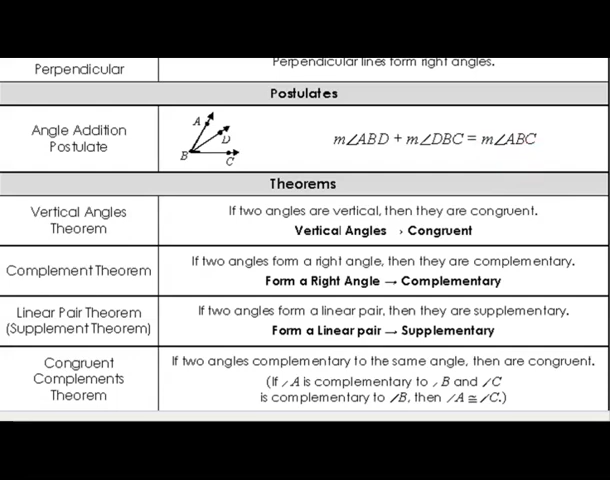 Perpendicular
Perpendicular lines form right angles.
Postulates
Angle Addition
Postulate
A
D
B
C
m∠ABD + m∠DBC = m∠ABC
Theorems
Vertical Angles
Theorem
If two angles are vertical, then they are congruent.
Vertical Angles → Congruent
Complement Theorem
If two angles form a right angle, then they are complementary.
Form a Right Angle → Complementary
Linear Pair Theorem
(Supplement Theorem)
If two angles form a linear pair, then they are supplementary.
Form a Linear pair → Supplementary
Congruent
Complements
Theorem
If two angles complementary to the same angle, then are congruent.
(If ∠A is complementary to ∠B and ∠C
is complementary to ∠B, then ∠A ≅ ∠C.)